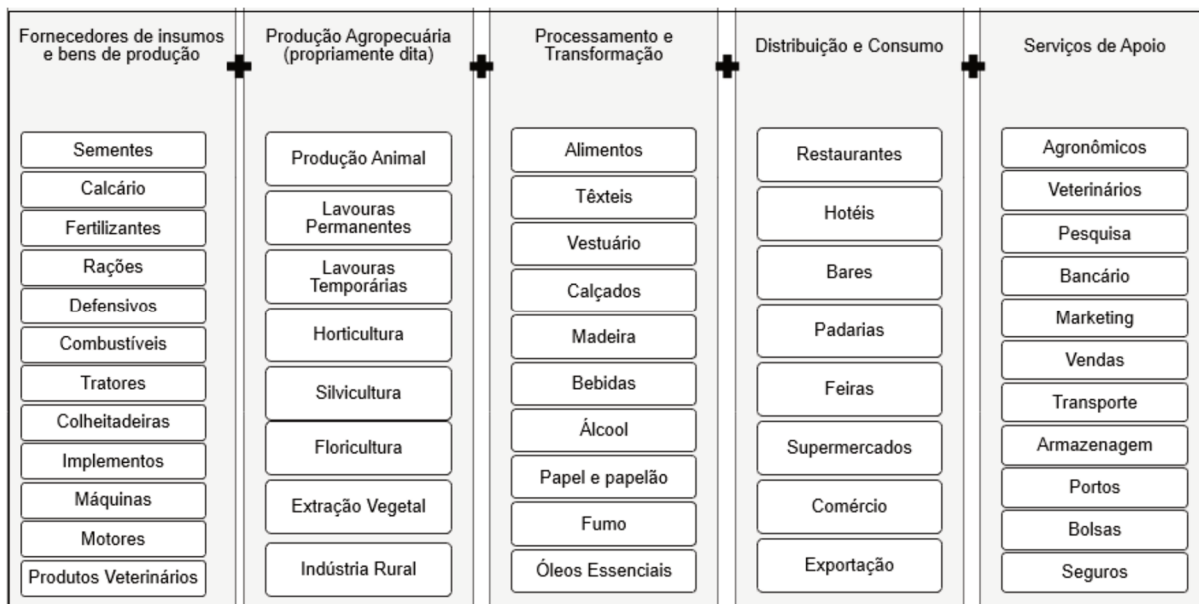 Fornecedores de insumos
e bens de produção
Sementes
Calcário
Fertilizantes
Rações
Defensivos
Combustíveis
Tratores
Colheitadeiras
Implementos
Máquinas
Motores
Produtos Veterinários
Produção Agropecuária
(propriamente dita)
Produção Animal
Lavouras
Permanentes
Lavouras
Temporárias
Horticultura
Silvicultura
Floricultura
Extração Vegetal
Indústria Rural
Processamento e
Transformação
Alimentos
Têxteis
Vestuário
Calçados
Madeira
Bebidas
Álcool
Papel e papelão
Fumo
Óleos Essenciais
Distribuição e Consumo
Restaurantes
Hotéis
Bares
Padarias
Feiras
Supermercados
Comércio
Exportação
Serviços de Apoio
Agronômicos
Veterinários
Pesquisa
Bancário
Marketing
Vendas
Transporte
Armazenagem
Portos
Bolsas
Seguros